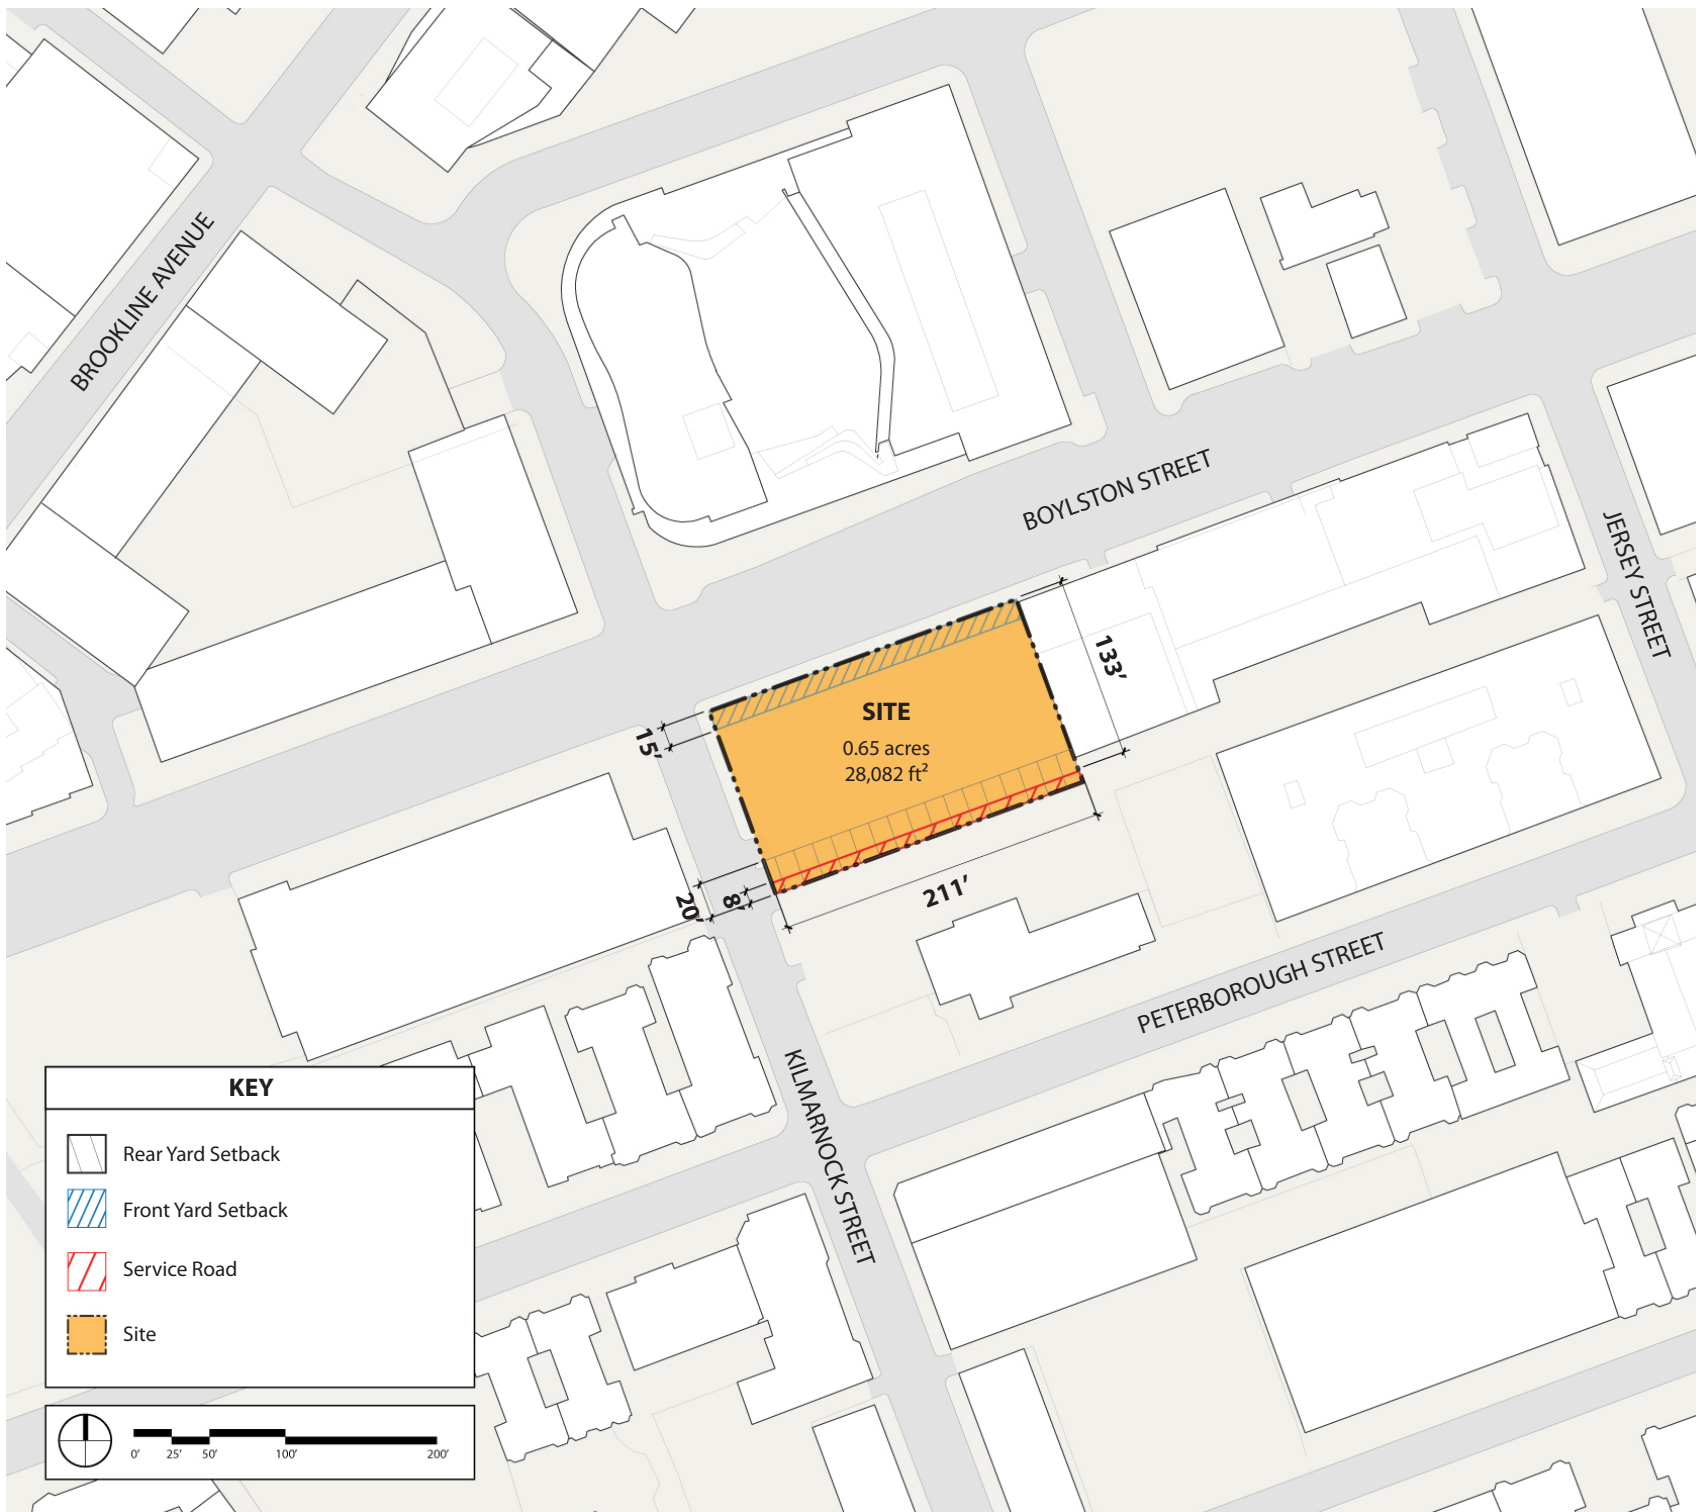 BROOKLINE AVENUE
BOYLSTON STREET
JERSEY STREET
133’
SITE
0.65 acres
28,082 ft²
15’
20’
8’
211’
PETERBOROUGH STREET
KILMARNOCK STREET
KEY
Rear Yard Setback
Front Yard Setback
Service Road
Site
0’ 25’ 50’ 100’ 200’